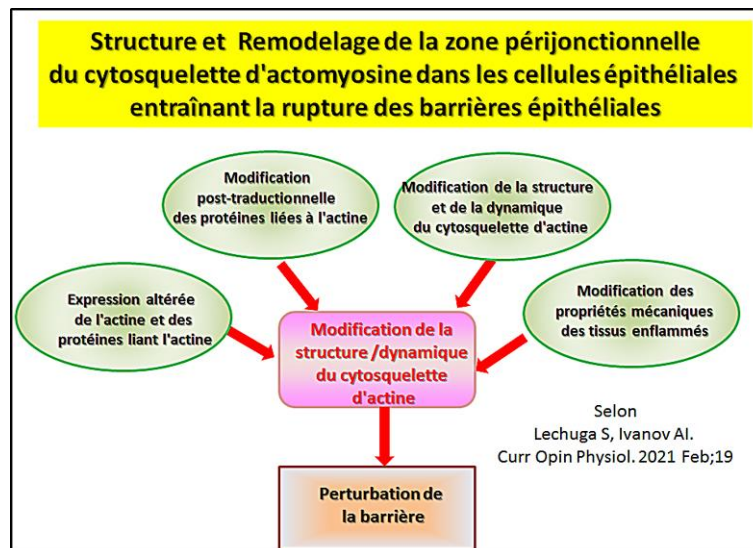 Structure et Remodelage de la zone périjonctionnelle
du cytosquelette d'actomyosine dans les cellules épithéliales
entraînant la rupture des barrières épithéliales
Modification
post-traductionnelle
des protéines liées à l'actine
Modification de la structure
et de la dynamique
du cytosquelette d'actine
Expression altérée
de l'actine et des
protéines liant l'actine
Modification des
propriétés mécaniques
des tissus enflammés
Modification de la
structure /dynamique
du cytosquelette
d'actine
Selon
Lechuga S, Ivanov AI.
Curr Opin Physiol. 2021 Feb;19
Perturbation de
la barrière